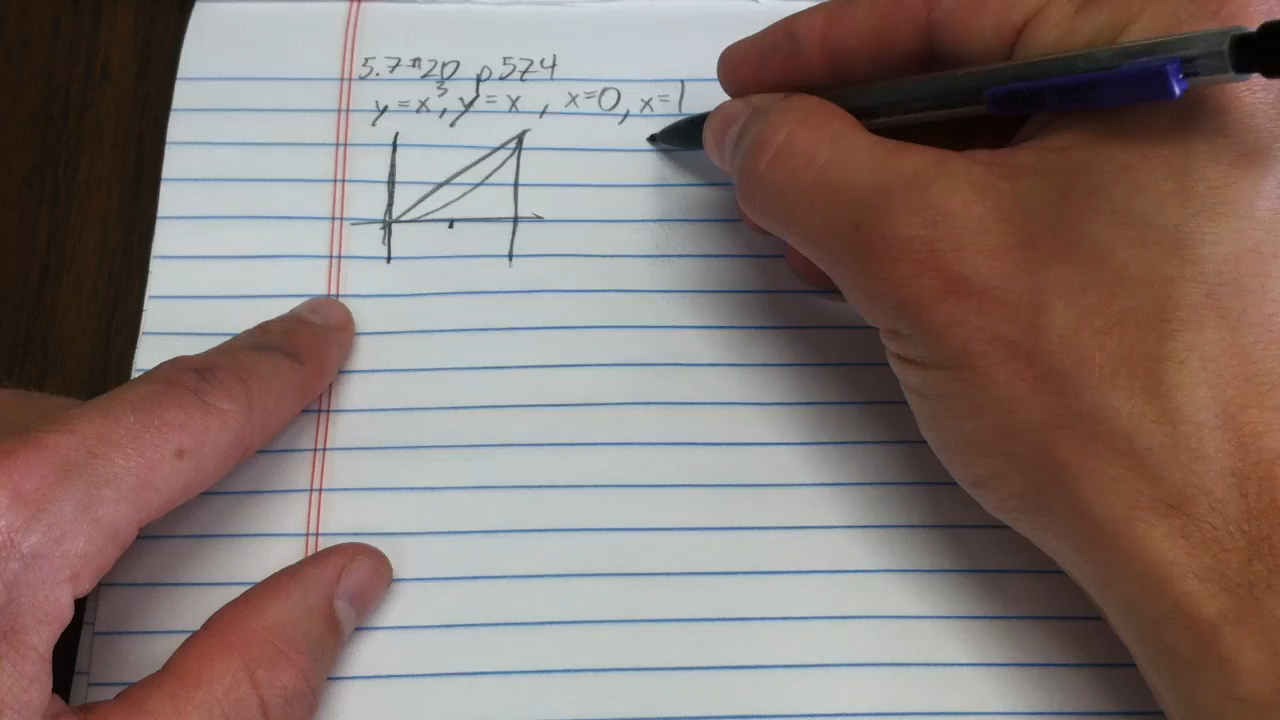 5.7 #20 p574
y = x³, y = x , x=0, x=1